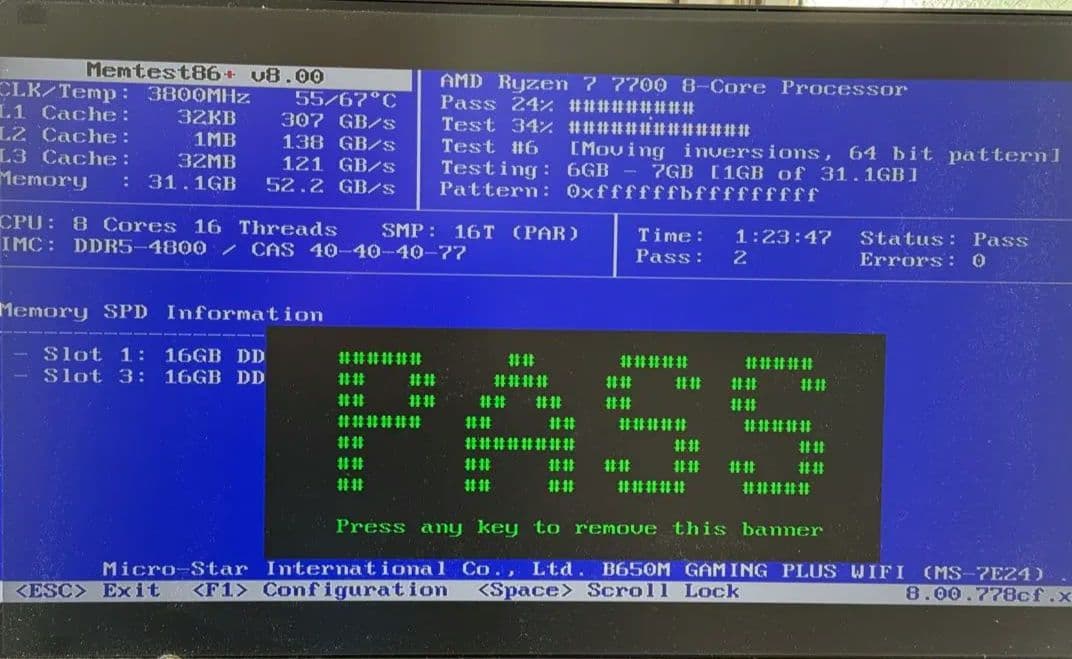 Memtest86+ v8.00
CLK/Temp: 3800MHz 55/67°C
L1 Cache: 32KB 307 GB/s
L2 Cache: 1MB 138 GB/s
L3 Cache: 32MB 121 GB/s
Memory : 31.1GB 52.2 GB/s
AMD Ryzen 7 7700 8-Core Processor
Pass 24% #########
Test 34% #############
Test #6 [Moving inversions, 64 bit pattern]
Testing: 6GB - 7GB [1GB of 31.1GB]
Pattern: 0xffffffbfffffffff
CPU: 8 Cores 16 Threads SMP: 16T (PAR)
IMC: DDR5-4800 / CAS 40-40-40-77
Time: 1:23:47 Status: Pass
Pass: 2 Errors: 0
Memory SPD Information
- Slot 1: 16GB DD
- Slot 3: 16GB DD
PASS
Press any key to remove this banner
Micro-Star International Co., Ltd. B650M GAMING PLUS WIFI (MS-7E24)
<ESC> Exit <F1> Configuration <Space> Scroll Lock 8.00.778cf.x